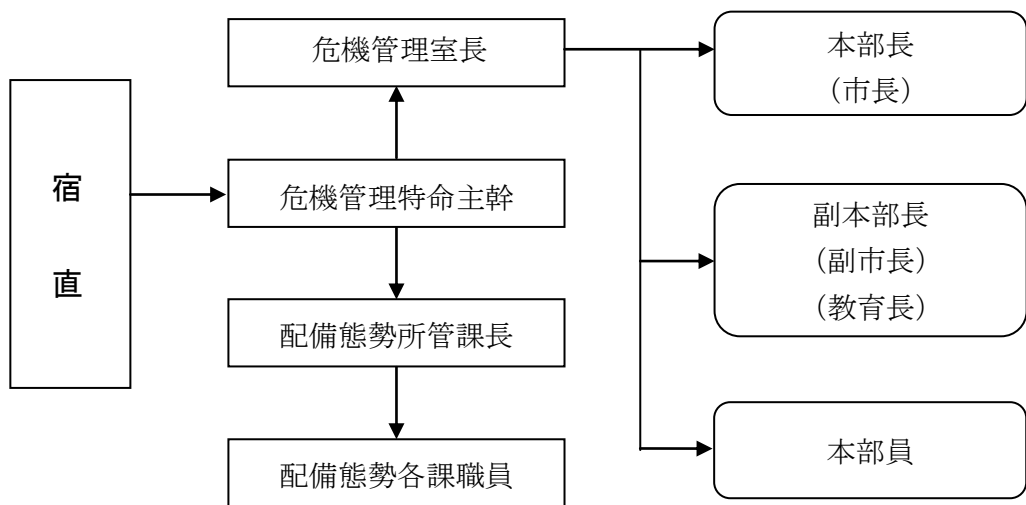 宿
直
危機管理室長
危機管理特命主幹
配備態勢所管課長
配備態勢各課職員
本部長
（市長）
副本部長
（副市長）
（教育長）
本部員